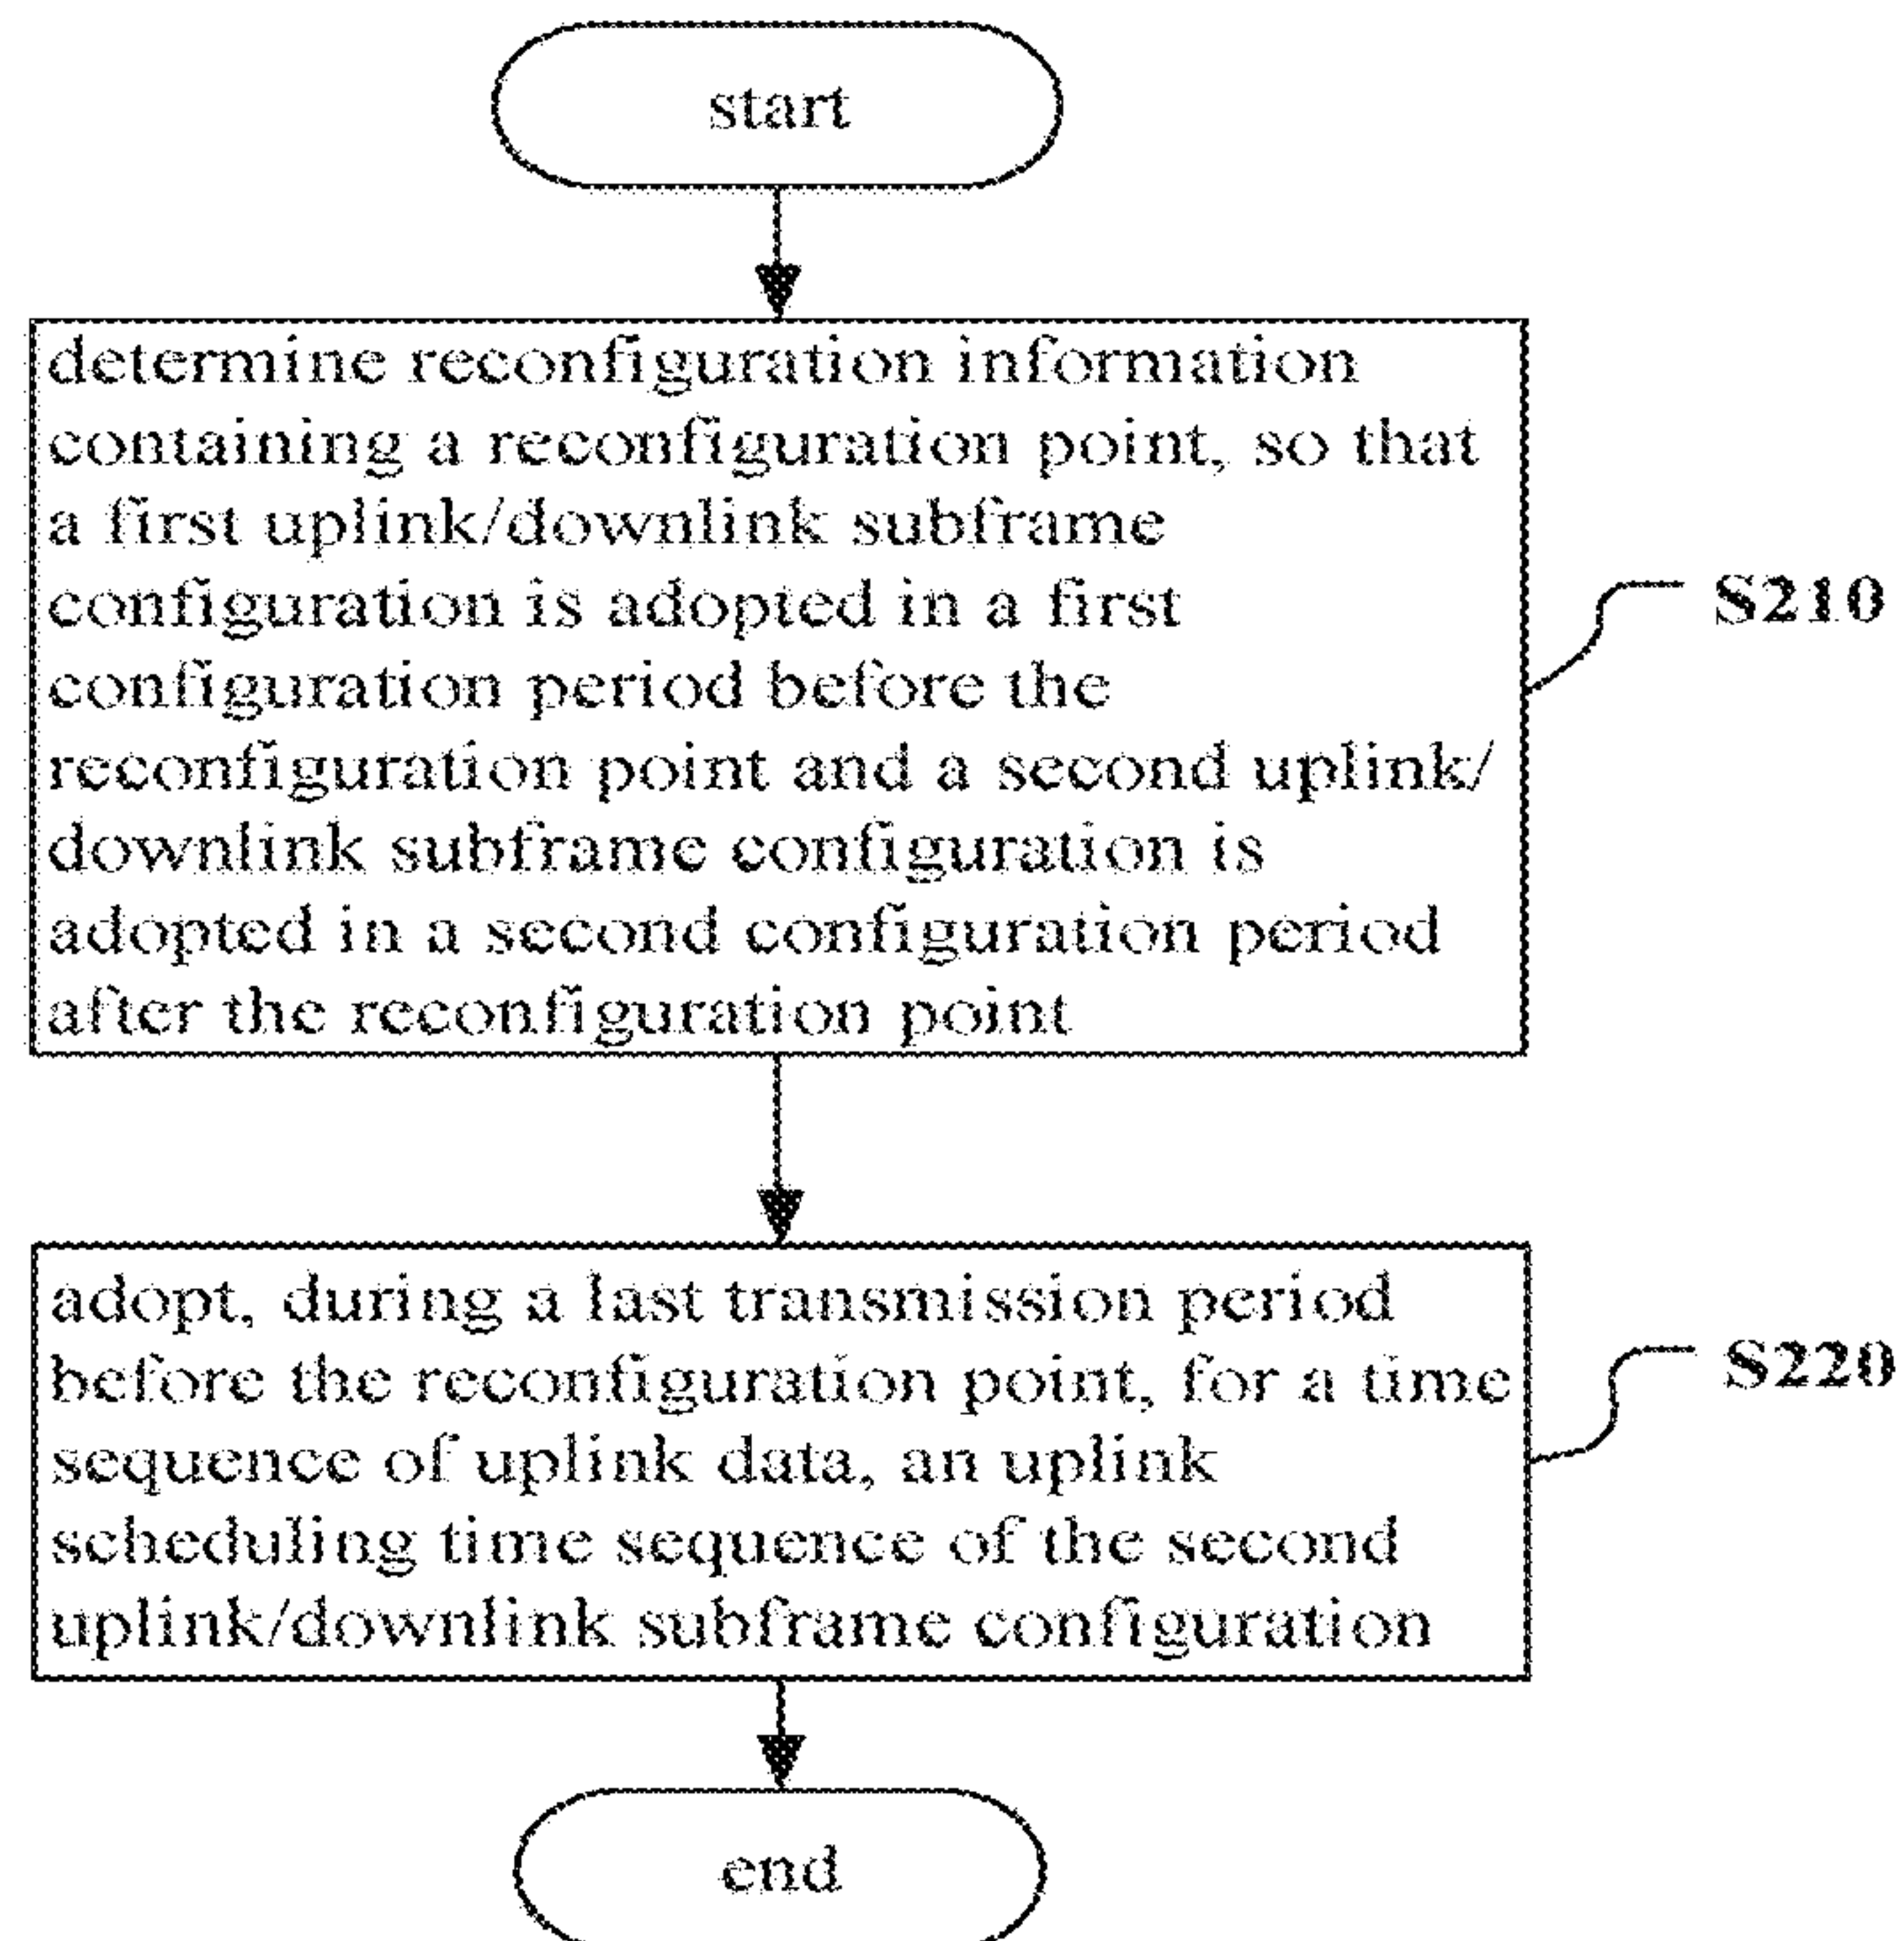 start
determine reconfiguration information
containing a reconfiguration point, so that
a first uplink/downlink subframe
configuration is adopted in a first
configuration period before the
reconfiguration point and a second uplink/
downlink subframe configuration is
adopted in a second configuration period
after the reconfiguration point
S210
adopt, during a last transmission period
before the reconfiguration point, for a time
sequence of uplink data, an uplink
scheduling time sequence of the second
uplink/downlink subframe configuration
S220
end